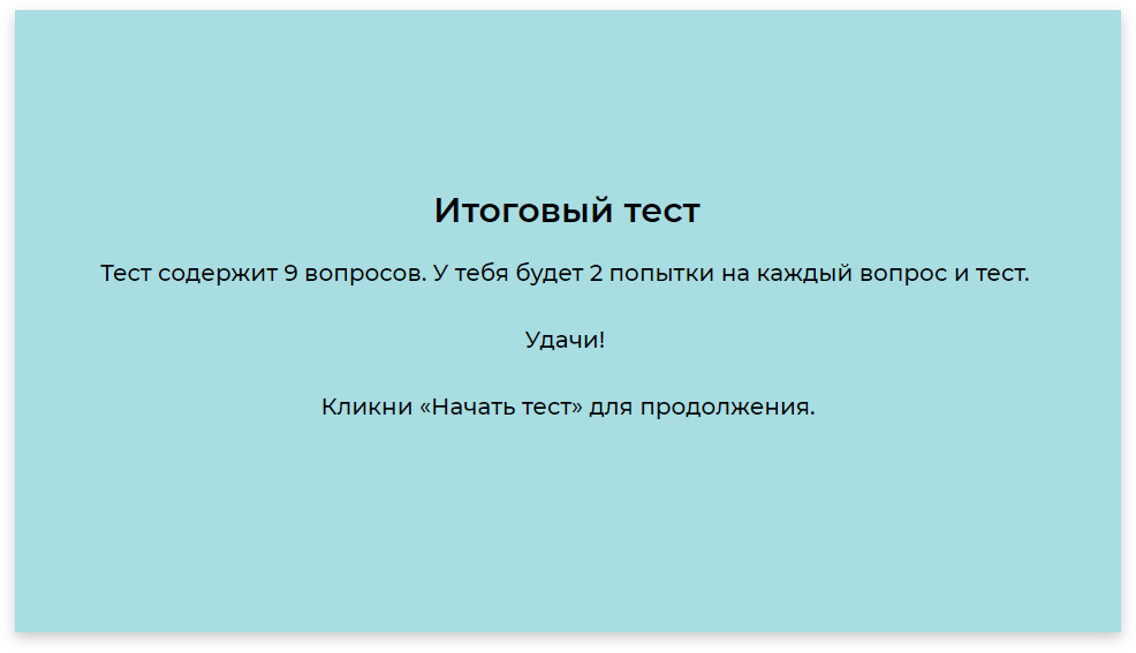 Итоговый тест
Тест содержит 9 вопросов. У тебя будет 2 попытки на каждый вопрос и тест.
Удачи!
Кликни «Начать тест» для продолжения.